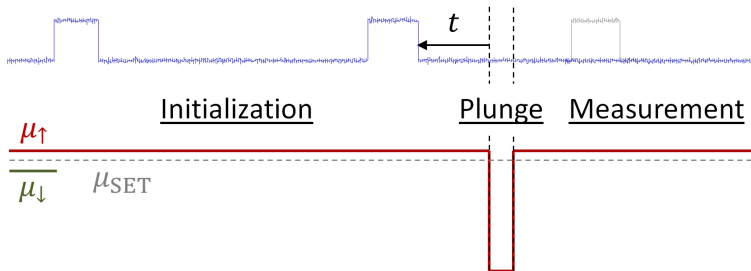 t
Initialization Plunge Measurement
μ↑
μ↓ μSET